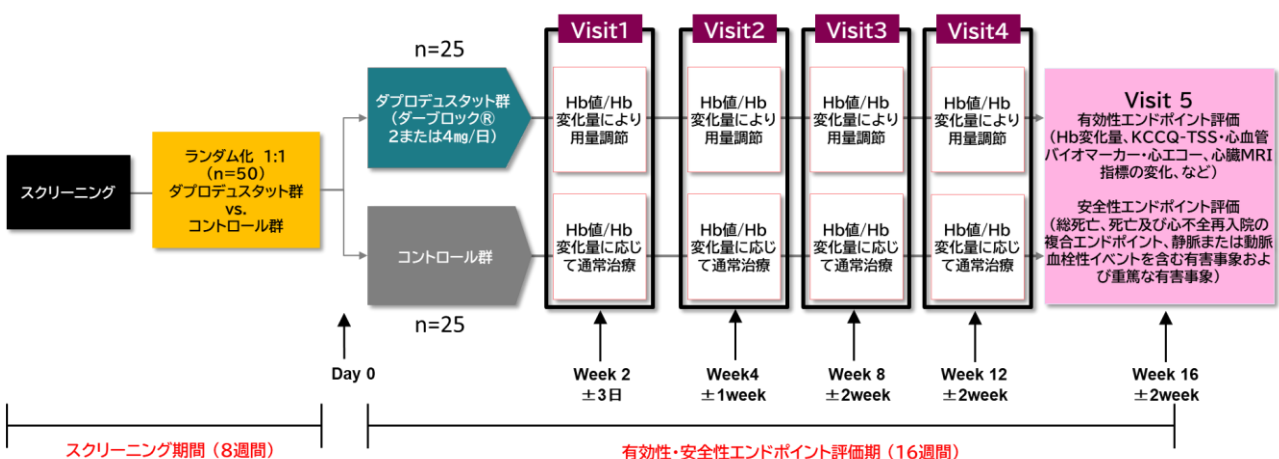 スクリーニング
ランダム化 1:1
(n=50)
ダプロデュスタット群
vs.
コントロール群
n=25
ダプロデュスタット群
(ダーブロック®
2または4㎎/日)
コントロール群
n=25
Visit1
Hb値/Hb
変化量により
用量調節
Hb値/Hb
変化量に応じ
て通常治療
Visit2
Hb値/Hb
変化量により
用量調節
Hb値/Hb
変化量に応じ
て通常治療
Visit3
Hb値/Hb
変化量により
用量調節
Hb値/Hb
変化量に応じ
て通常治療
Visit4
Hb値/Hb
変化量により
用量調節
Hb値/Hb
変化量に応じ
て通常治療
Visit 5
有効性エンドポイント評価
(Hb変化量、KCCQ-TSS・心血管
バイオマーカー・心エコー、心臓MRI
指標の変化、など)
安全性エンドポイント評価
(総死亡、死亡及び心不全再入院の
複合エンドポイント、静脈または動脈
血栓性イベントを含む有害事象およ
び重篤な有害事象)
Day 0
Week 2
±3日
Week4
±1week
Week 8
±2week
Week 12
±2week
Week 16
±2week
スクリーニング期間 (8週間)
有効性・安全性エンドポイント評価期 (16週間)